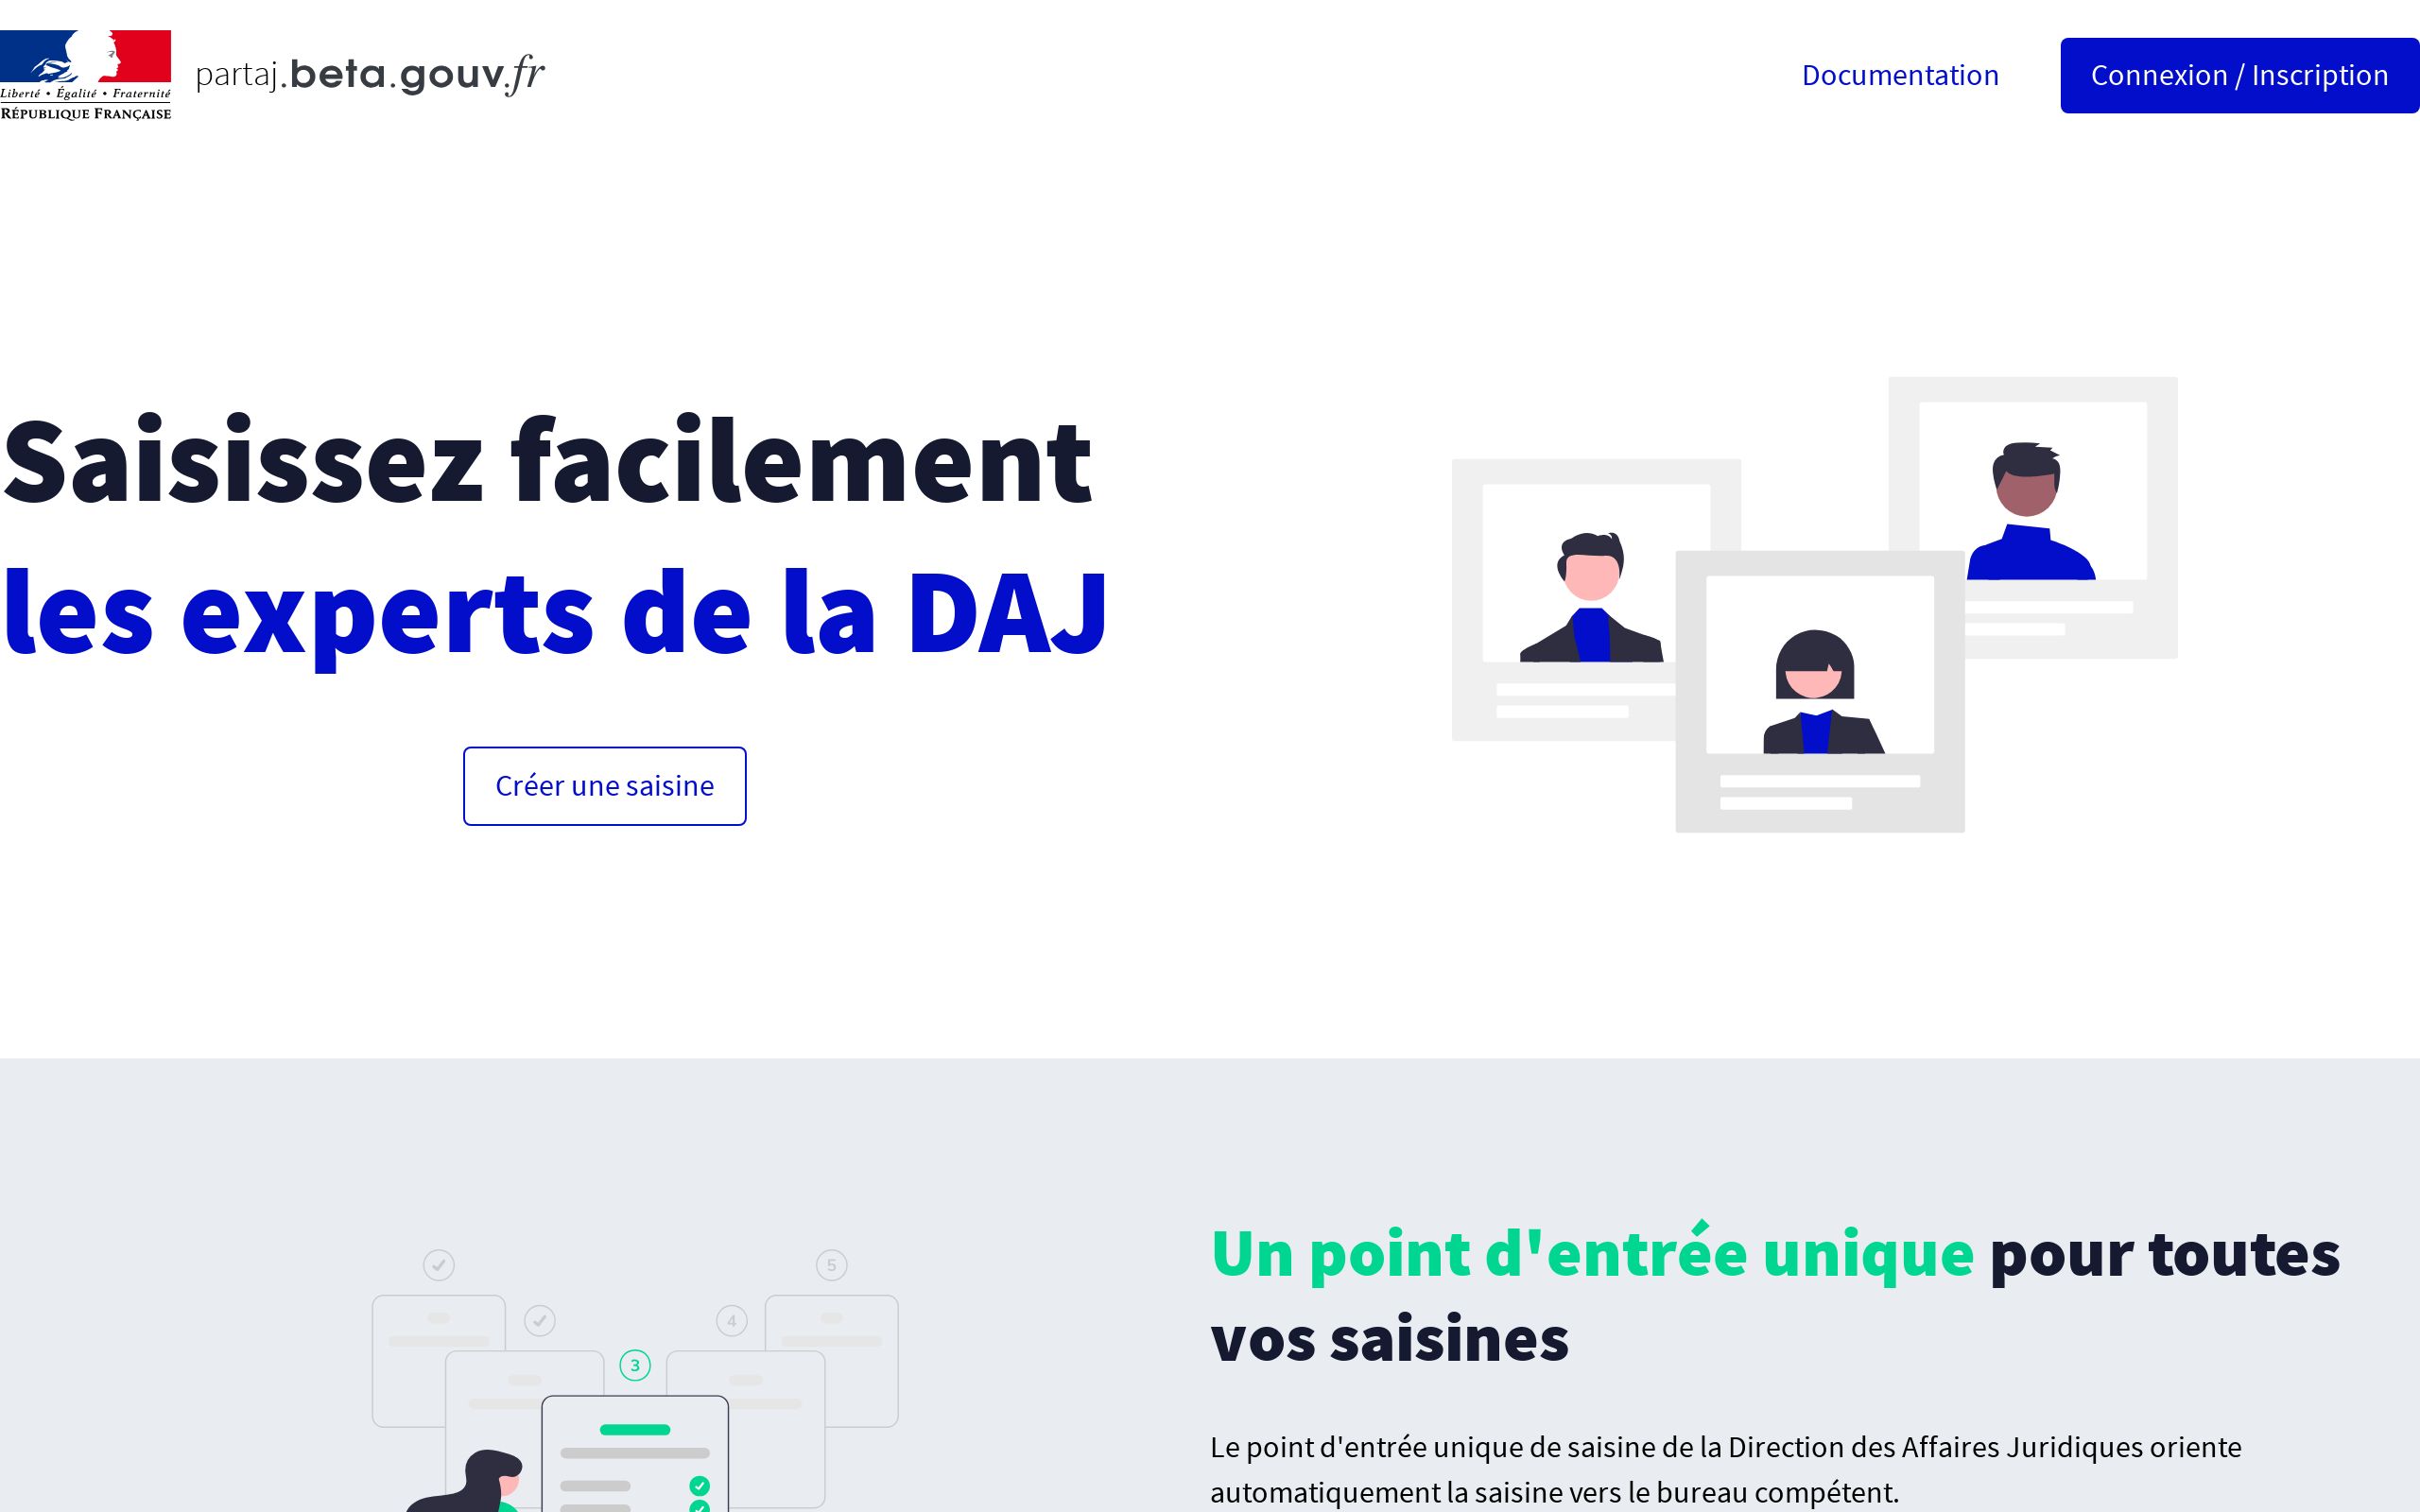 Liberté • Égalité • Fraternité
RÉPUBLIQUE FRANÇAISE
partaj.beta.gouv.fr
Documentation
Connexion / Inscription
Saisissez facilement
les experts de la DAJ
Créer une saisine
5
4
3
Un point d'entrée unique pour toutes
vos saisines
Le point d'entrée unique de saisine de la Direction des Affaires Juridiques oriente
automatiquement la saisine vers le bureau compétent.